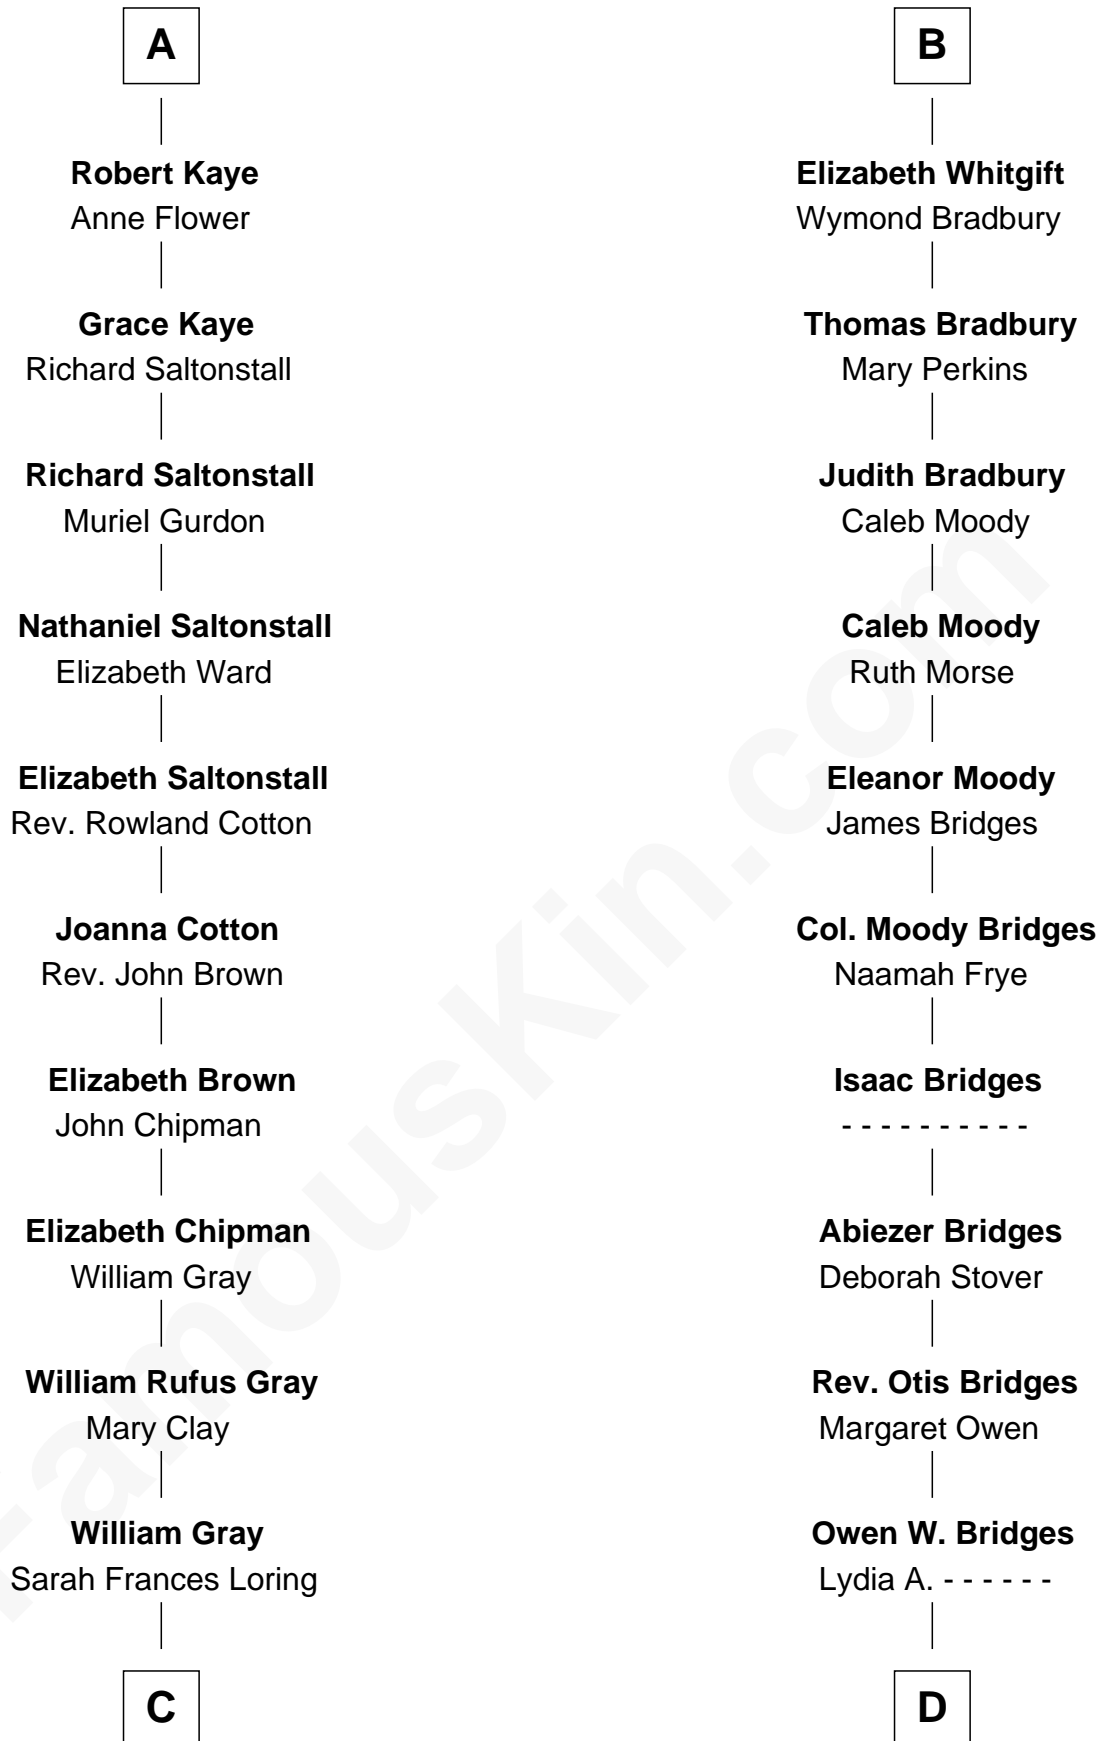 A
Robert Kaye
Anne Flower
Grace Kaye
Richard Saltonstall
Richard Saltonstall
Muriel Gurdon
Nathaniel Saltonstall
Elizabeth Ward
Elizabeth Saltonstall
Rev. Rowland Cotton
Joanna Cotton
Rev. John Brown
Elizabeth Brown
John Chipman
Elizabeth Chipman
William Gray
William Rufus Gray
Mary Clay
William Gray
Sarah Frances Loring
C
B
Elizabeth Whitgift
Wymond Bradbury
Thomas Bradbury
Mary Perkins
Judith Bradbury
Caleb Moody
Caleb Moody
Ruth Morse
Eleanor Moody
James Bridges
Col. Moody Bridges
Naamah Frye
Isaac Bridges
- - - - - - - - - -
Abiezer Bridges
Deborah Stover
Rev. Otis Bridges
Margaret Owen
Owen W. Bridges
Lydia A. - - - - - -
D
FamousKin.com